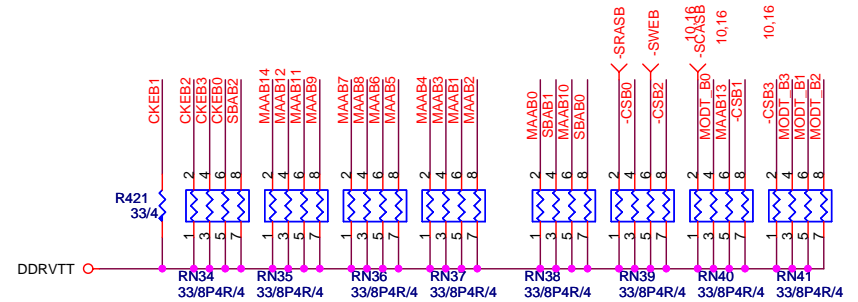 10,16
10,16
10,16
-SRASB
-SWEB
-SCASB
CKEB1
CKEB2
CKEB3
CKEB0
SBAB2
MAAB14
MAAB12
MAAB11
MAAB9
MAAB7
MAAB8
MAAB6
MAAB5
MAAB4
MAAB3
MAAB1
MAAB2
MAAB0
SBAB1
MAAB10
SBAB0
-CSB0
-CSB2
MODT_B0
MAAB13
-CSB1
-CSB3
MODT_B3
MODT_B1
MODT_B2
2 4 6 8 2 4 6 8 2 4 6 8 2 4 6 8 2 4 6 8 2 4 6 8 2 4 6 8 2 4 6 8
R421
33/4
1 3 5 7 1 3 5 7 1 3 5 7 1 3 5 7 1 3 5 7 1 3 5 7 1 3 5 7 1 3 5 7
DDRVTT
RN34 RN35 RN36 RN37 RN38 RN39 RN40 RN41
33/8P4R/4 33/8P4R/4 33/8P4R/4 33/8P4R/4 33/8P4R/4 33/8P4R/4 33/8P4R/4 33/8P4R/4